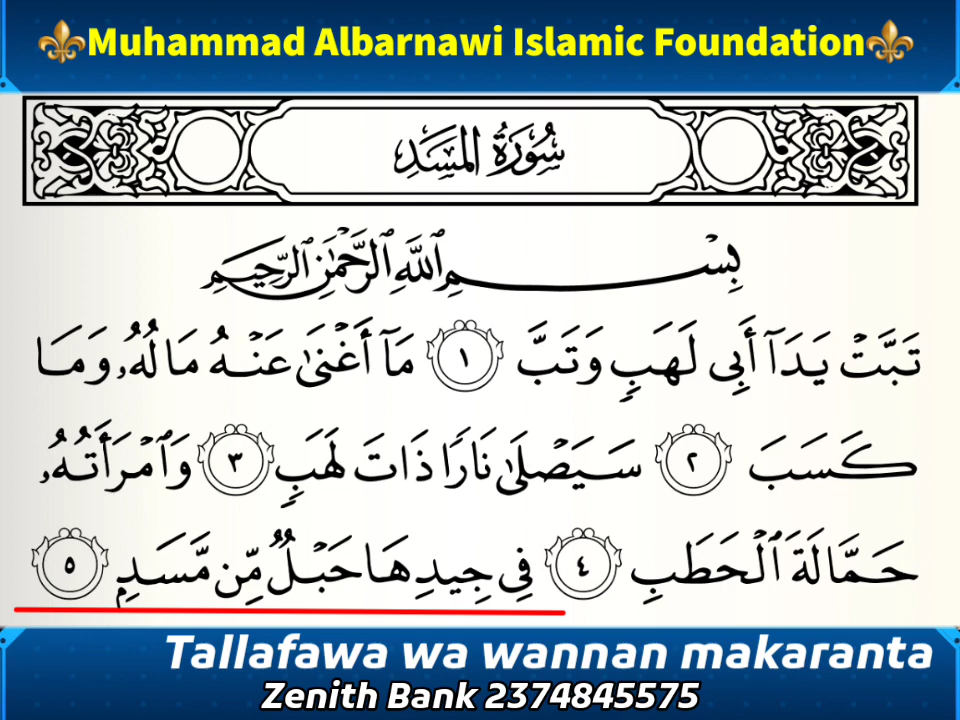 Muhammad Albarnawi Islamic Foundation
سُورَةُ المَسَدِ
بِسْمِ ٱللَّهِ ٱلرَّحْمَٰنِ ٱلرَّحِيمِ
تَبَّتْ يَدَآ أَبِى لَهَبٍ وَتَبَّ ١ مَآ أَغْنَىٰ عَنْهُ مَالُهُۥ وَمَا
كَسَبَ ٢ سَيَصْلَىٰ نَارًا ذَاتَ لَهَبٍ ٣ وَٱمْرَأَتُهُۥ
حَمَّالَةَ ٱلْحَطَبِ ٤ فِى جِيدِهَا حَبْلٌ مِّن مَّسَدٍ ٥
Tallafawa wa wannan makaranta
Zenith Bank 2374845575